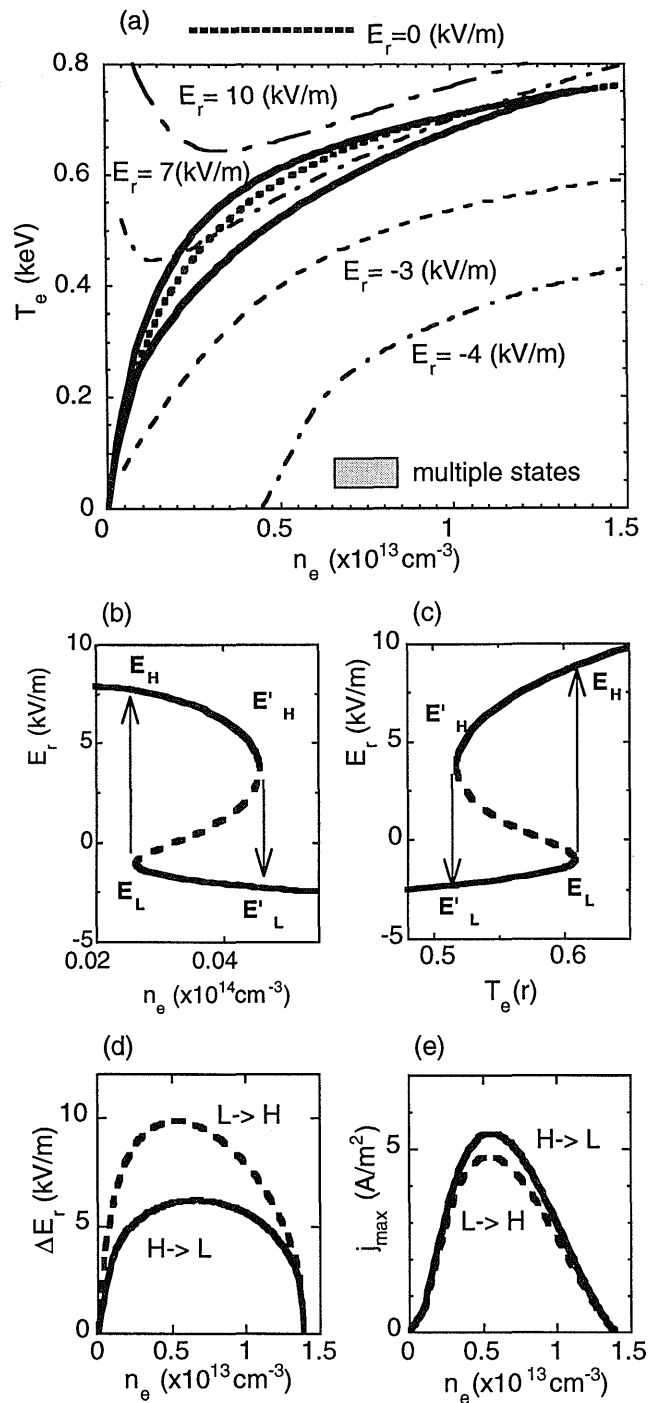 (a)
E_r=0 (kV/m)
0.8
0.6
0.4
0.2
0
T_e (keV)
E_r= 10 (kV/m)
E_r= 7(kV/m)
E_r= -3 (kV/m)
E_r= -4 (kV/m)
multiple states
0 0.5 1 1.5
n_e (x10^13 cm^-3)
(b)
10
5
0
-5
E_r (kV/m)
E_H
E'_H
E_L
E'_L
0.02 0.04
n_e (x10^14 cm^-3)
(c)
10
5
0
-5
E_r (kV/m)
E'_H
E_H
E'_L
E_L
0.5 0.6
T_e(r)
(d)
10
5
0
ΔE_r (kV/m)
L-> H
H-> L
0 0.5 1 1.5
n_e (x10^13 cm^-3)
(e)
5
0
j_max (A/m^2)
H-> L
L-> H
0 0.5 1 1.5
n_e (x10^13 cm^-3)